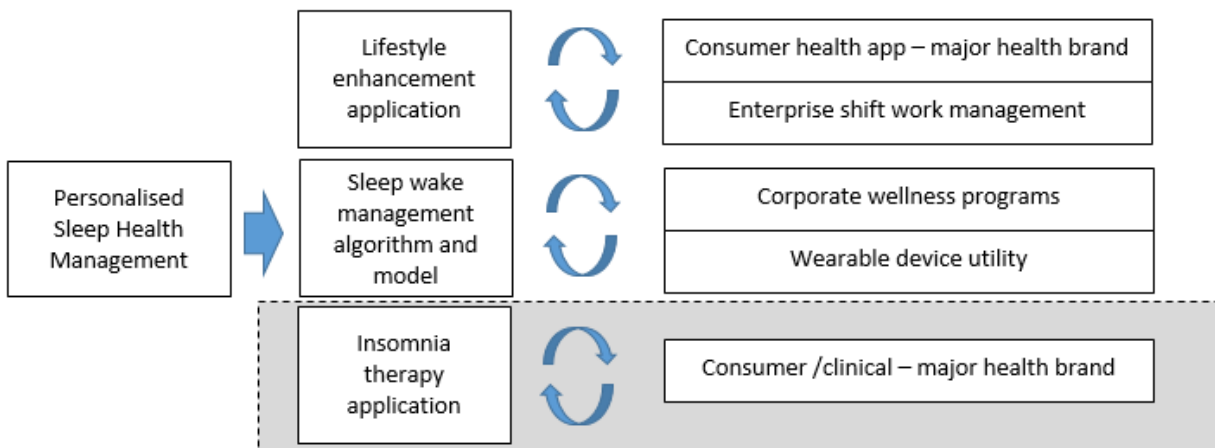 Lifestyle
enhancement
application
Consumer health app – major health brand
Enterprise shift work management
Personalised
Sleep Health
Management
Sleep wake
management
algorithm and
model
Corporate wellness programs
Wearable device utility
Insomnia
therapy
application
Consumer /clinical – major health brand